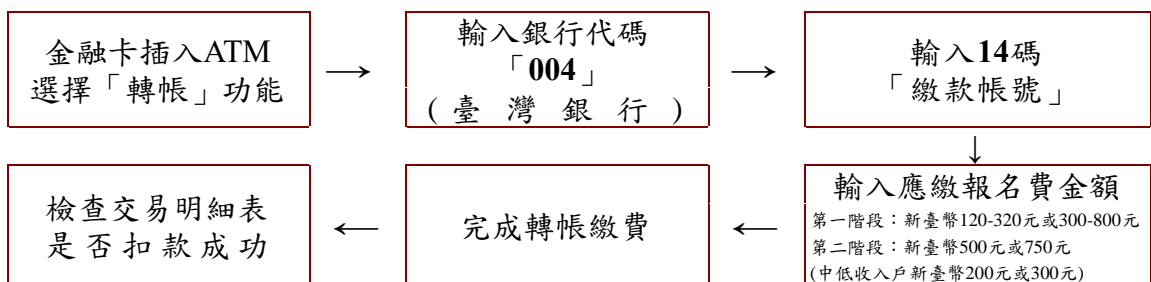 金融卡插入ATM
選擇「轉帳」功能
→
輸入銀行代碼
「004」
(臺灣銀行)
→
輸入14碼
「繳款帳號」
↓
輸入應繳報名費金額
第一階段：新臺幣120-320元或300-800元
第二階段：新臺幣500元或750元
(中低收入戶新臺幣200元或300元)
←
完成轉帳繳費
←
檢查交易明細表
是否扣款成功